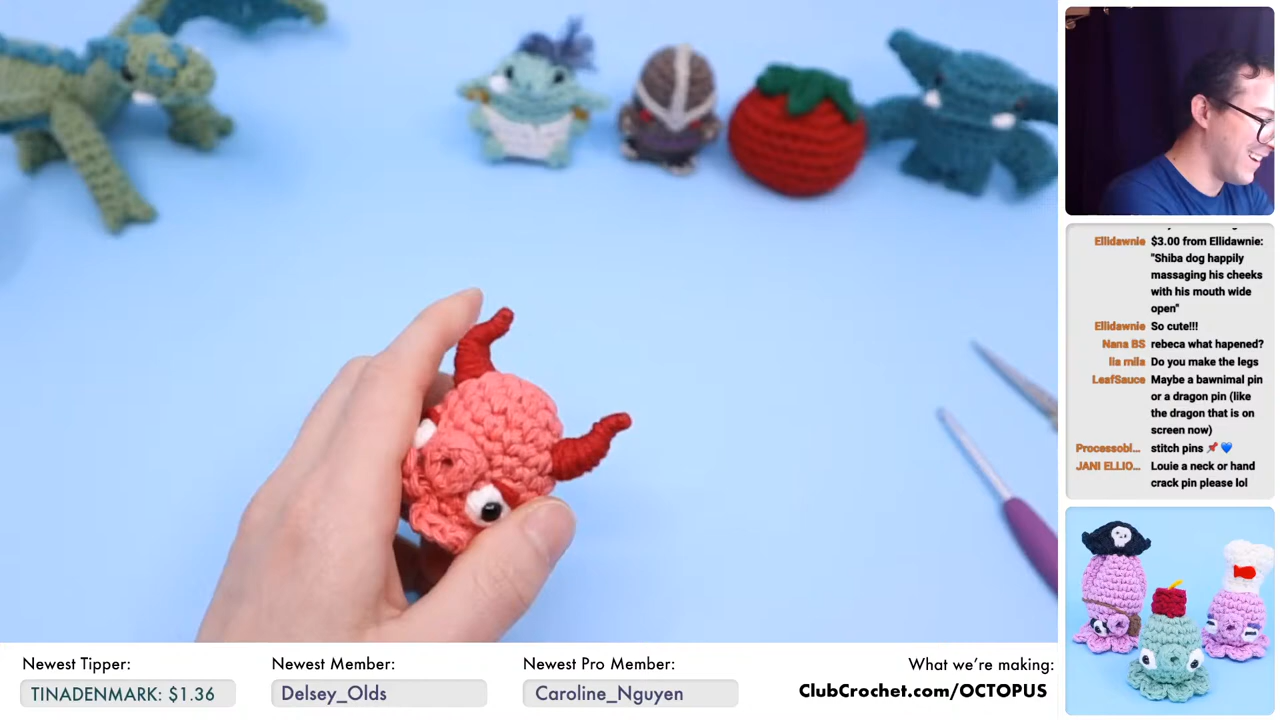 Ellidawnie $3.00 from Ellidawnie:
"Shiba dog happily
massaging his cheeks
with his mouth wide
open"
Ellidawnie So cute!!!
Nana BS rebeca what hapened?
lia mila Do you make the legs
LeafSauce Maybe a bawnimal pin
or a dragon pin (like
the dragon that is on
screen now)
Processobl... stitch pins 📌💙
JANI ELLIO... Louie a neck or hand
crack pin please lol
Newest Tipper:
TINADENMARK: $1.36
Newest Member:
Delsey_Olds
Newest Pro Member:
Caroline_Nguyen
What we're making:
ClubCrochet.com/OCTOPUS